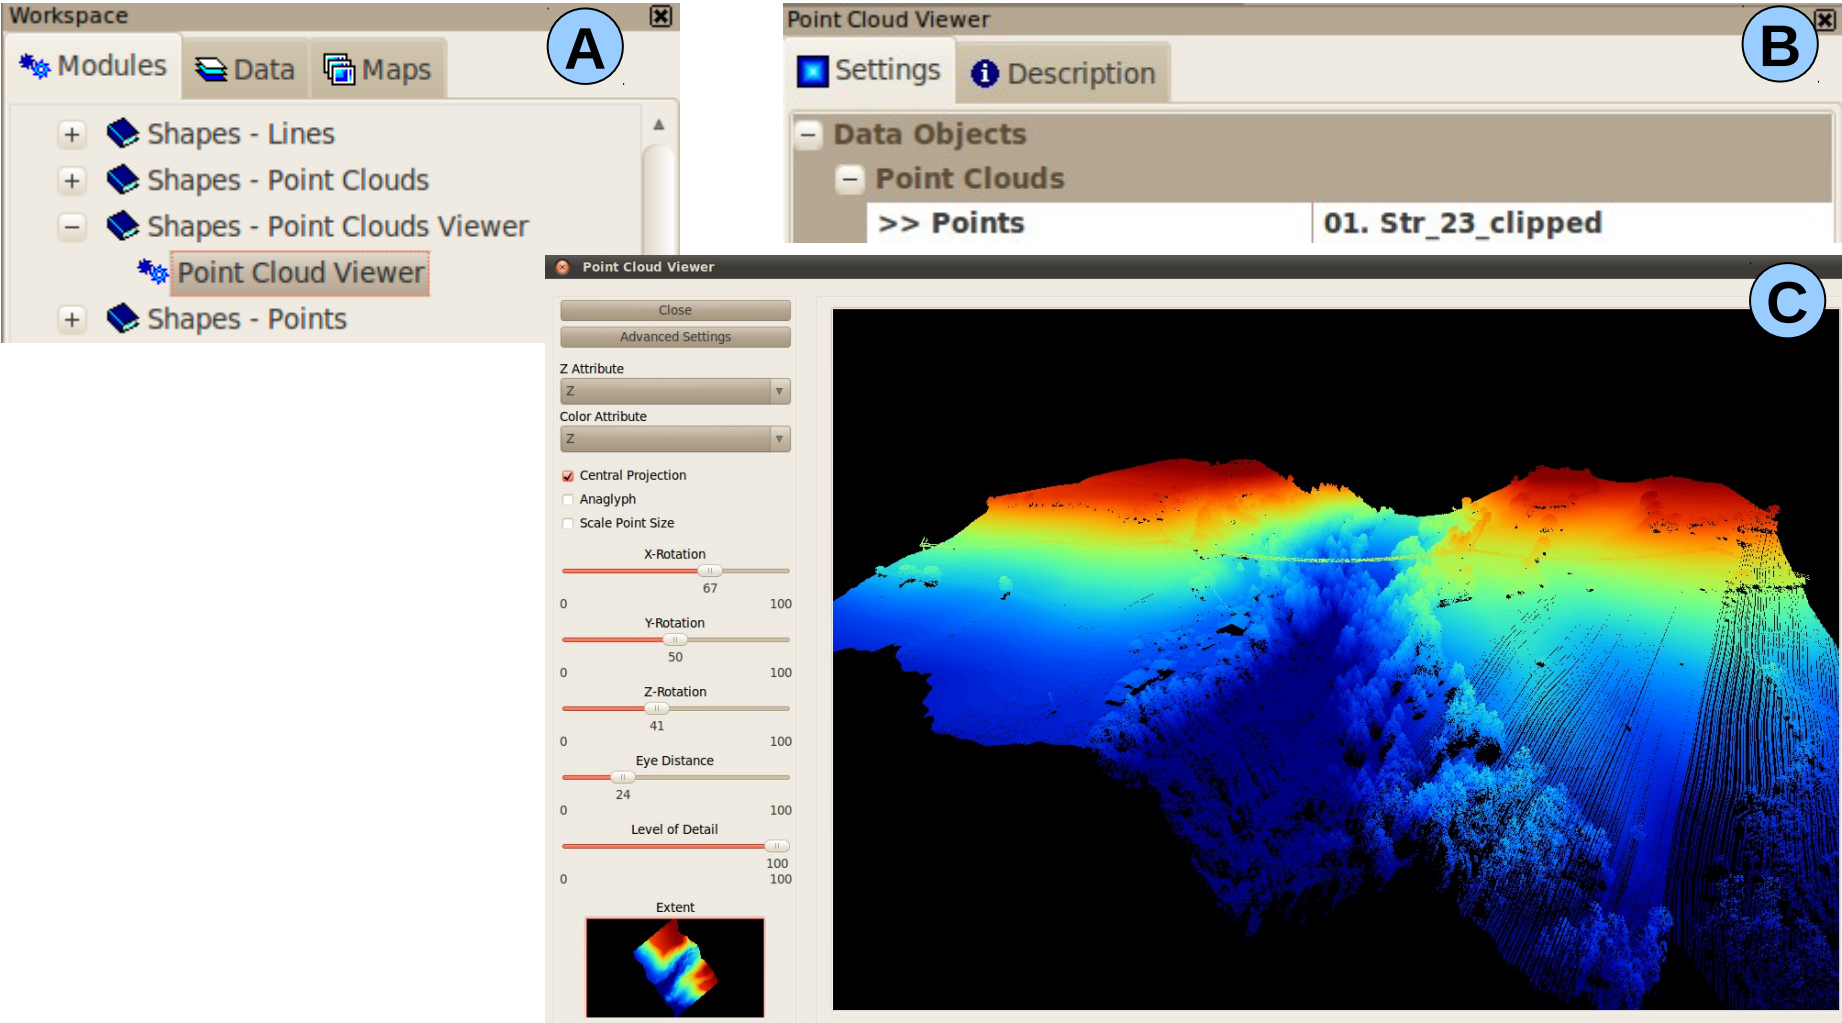 Workspace
A
Modules
Data
Maps
Shapes - Lines
Shapes - Point Clouds
Shapes - Point Clouds Viewer
Point Cloud Viewer
Shapes - Points
Point Cloud Viewer
B
Settings
Description
Data Objects
Point Clouds
>> Points 01. Str_23_clipped
Point Cloud Viewer
C
Close
Advanced Settings
Z Attribute
Z
Color Attribute
Z
Central Projection
Anaglyph
Scale Point Size
X-Rotation
67
0 100
Y-Rotation
50
0 100
Z-Rotation
41
0 100
Eye Distance
24
0 100
Level of Detail
100
0 100
Extent